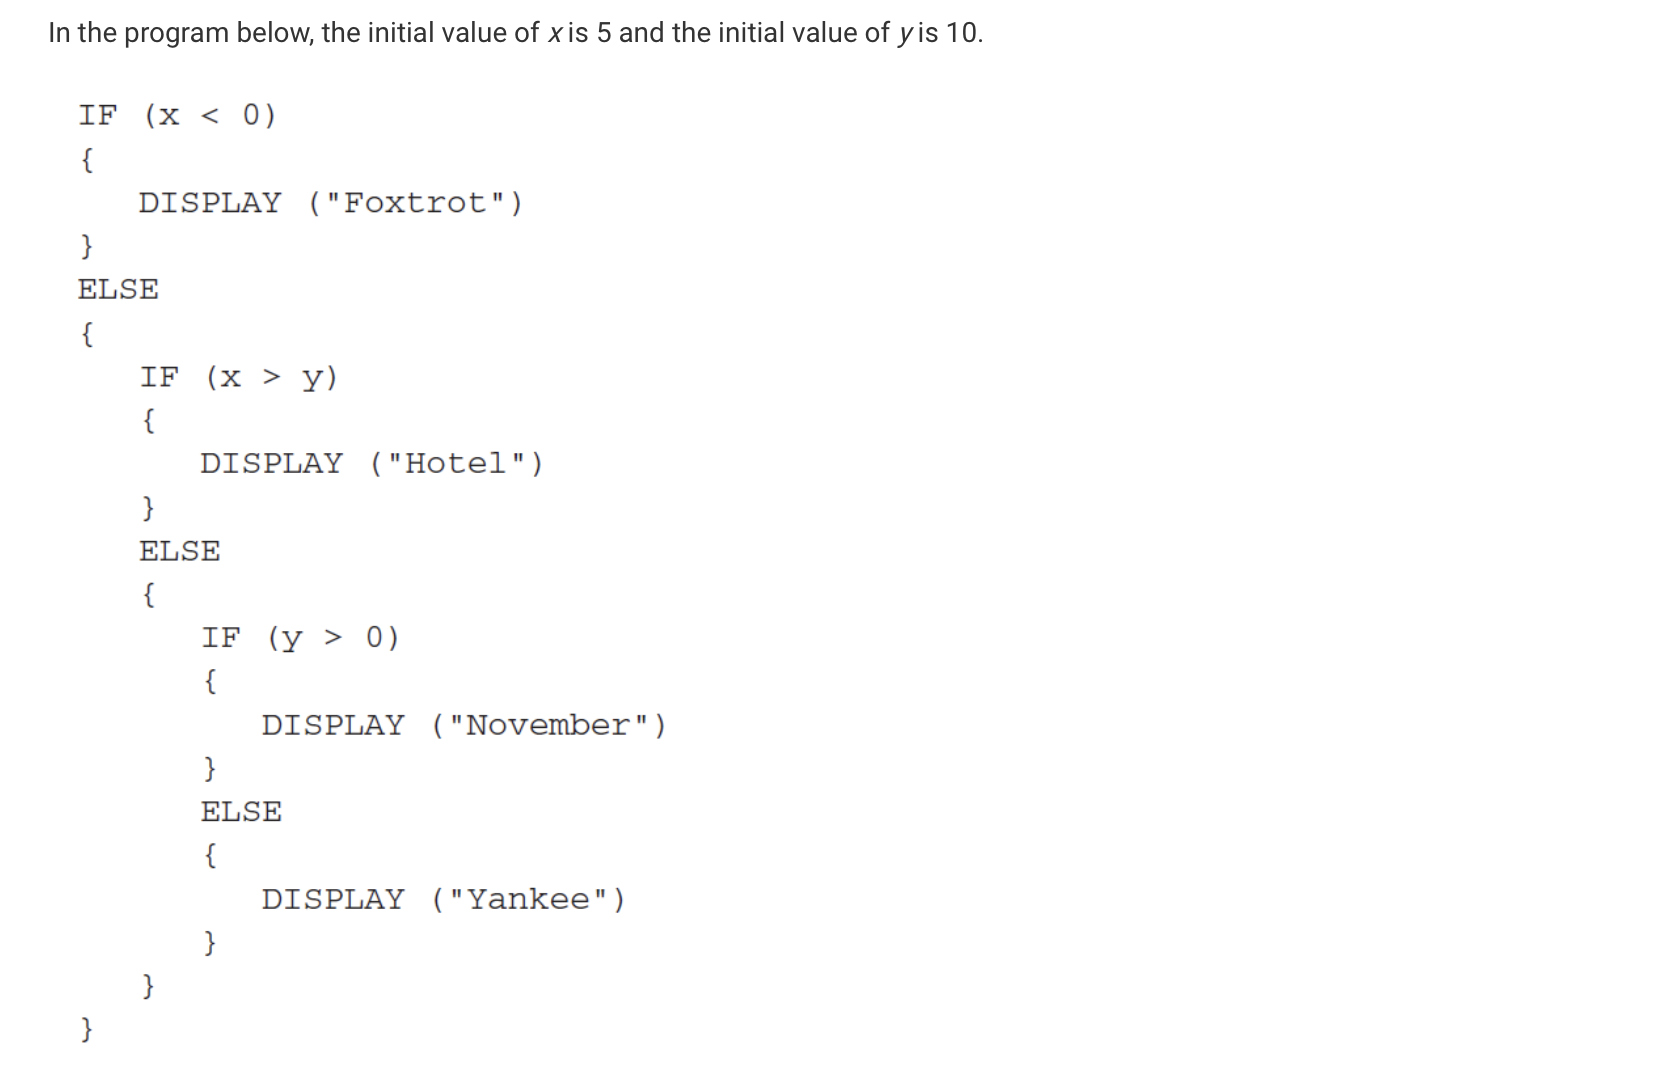 In the program below, the initial value of x is 5 and the initial value of y is 10.
IF (x < 0)
{
DISPLAY ("Foxtrot")
}
ELSE
{
IF (x > y)
{
DISPLAY ("Hotel")
}
ELSE
{
IF (y > 0)
{
DISPLAY ("November")
}
ELSE
{
DISPLAY ("Yankee")
}
}
}